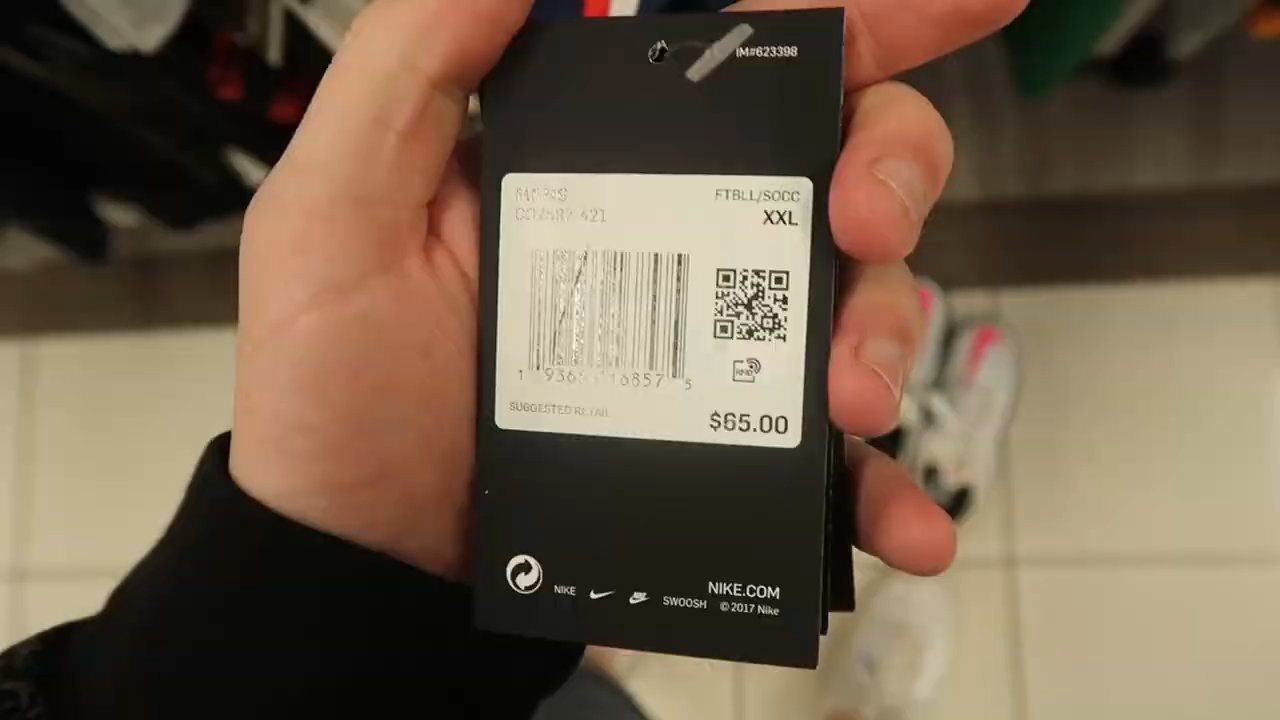 IM#623398
FTBLL/SOCC
XXL
SUGGESTED RETAIL
$65.00
NIKE.COM
NIKE SWOOSH © 2017 Nike